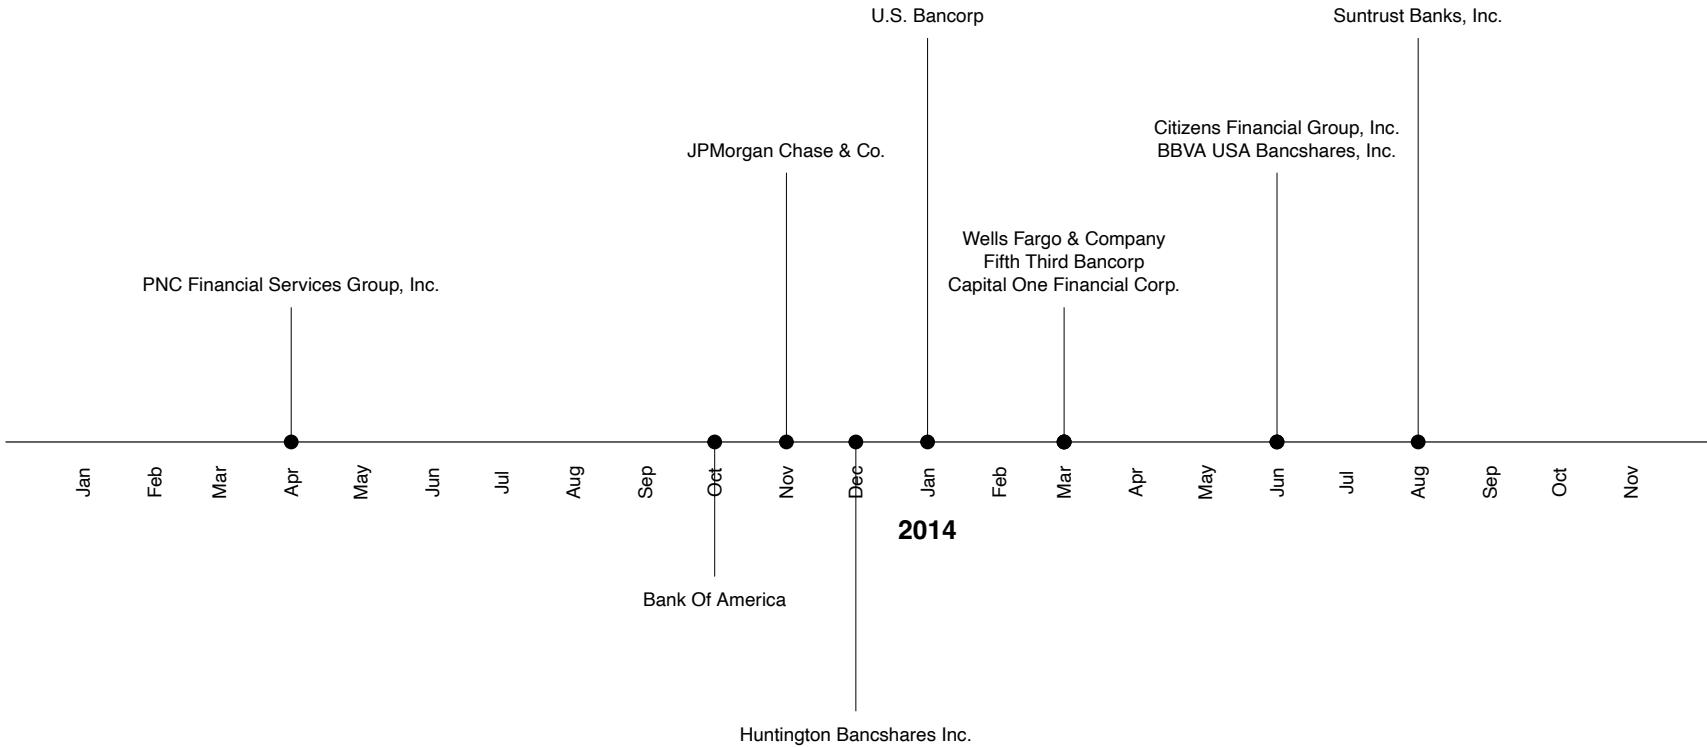 U.S. Bancorp
Suntrust Banks, Inc.
Citizens Financial Group, Inc.
BBVA USA Bancshares, Inc.
JPMorgan Chase & Co.
Wells Fargo & Company
Fifth Third Bancorp
Capital One Financial Corp.
PNC Financial Services Group, Inc.
Jan
Feb
Mar
Apr
May
Jun
Jul
Aug
Sep
Oct
Nov
Dec
Jan
Feb
Mar
Apr
May
Jun
Jul
Aug
Sep
Oct
Nov
2014
Bank Of America
Huntington Bancshares Inc.